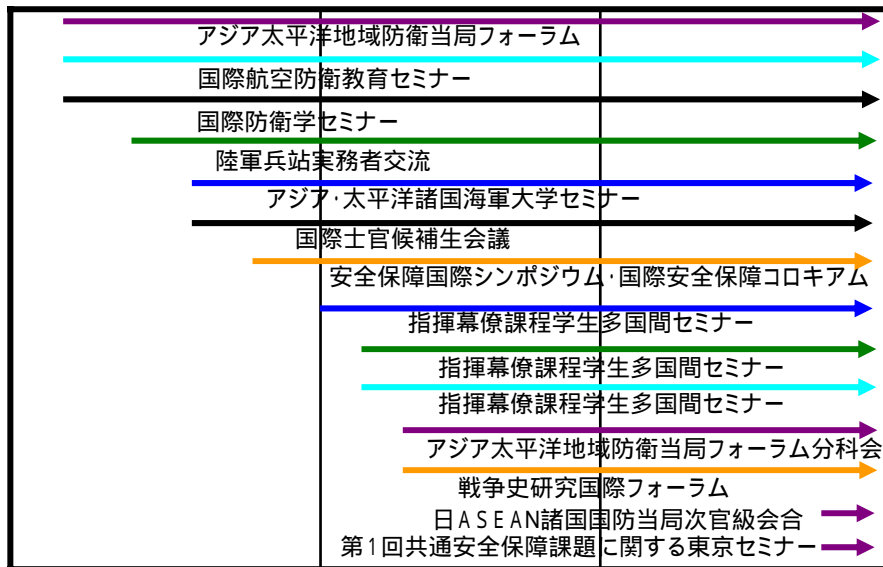 アジア太平洋地域防衛当局フォーラム
国際航空防衛教育セミナー
国際防衛学セミナー
陸軍兵站実務者交流
アジア・太平洋諸国海軍大学セミナー
国際士官候補生会議
安全保障国際シンポジウム・国際安全保障コロキアム
指揮幕僚課程学生多国間セミナー
指揮幕僚課程学生多国間セミナー
指揮幕僚課程学生多国間セミナー
アジア太平洋地域防衛当局フォーラム分科会
戦争史研究国際フォーラム
日ASEAN諸国国防当局次官級会合
第1回共通安全保障課題に関する東京セミナー